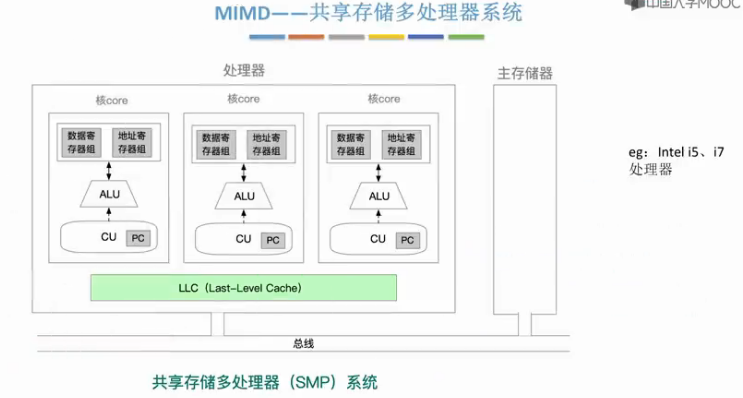 MIMD——共享存储多处理器系统
中国大学MOOC
处理器
主存储器
核core
核core
核core
数据寄
存器组
地址寄
存器组
数据寄
存器组
地址寄
存器组
数据寄
存器组
地址寄
存器组
eg：Intel i5、i7
处理器
ALU
ALU
ALU
CU
PC
CU
PC
CU
PC
LLC（Last-Level Cache）
总线
共享存储多处理器（SMP）系统